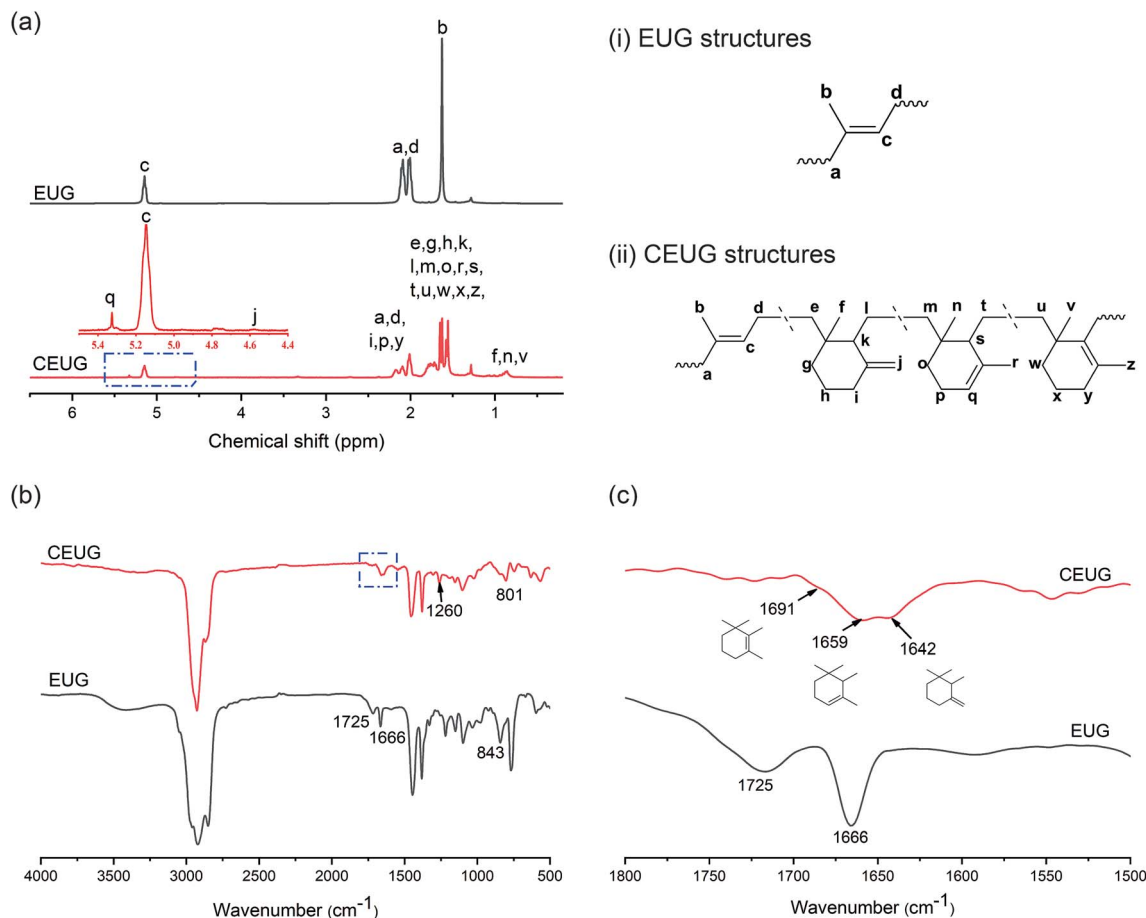 (a)
b
c
a,d
EUG
c
q
j
5.4 5.2 5.0 4.8 4.6 4.4
e,g,h,k,
l,m,o,r,s,
t,u,w,x,z,
a,d,
i,p,y
f,n,v
CEUG
6 5 4 3 2 1
Chemical shift (ppm)
(i) EUG structures
b d
c
a
(ii) CEUG structures
b d e f l m n t u v
c k s
a g j o r w z
h i p q x y
(b)
CEUG
1260
801
EUG
1725
1666
843
4000 3500 3000 2500 2000 1500 1000 500
Wavenumber (cm⁻¹)
(c)
CEUG
1691
1659
1642
EUG
1725
1666
1800 1750 1700 1650 1600 1550 1500
Wavenumber (cm⁻¹)